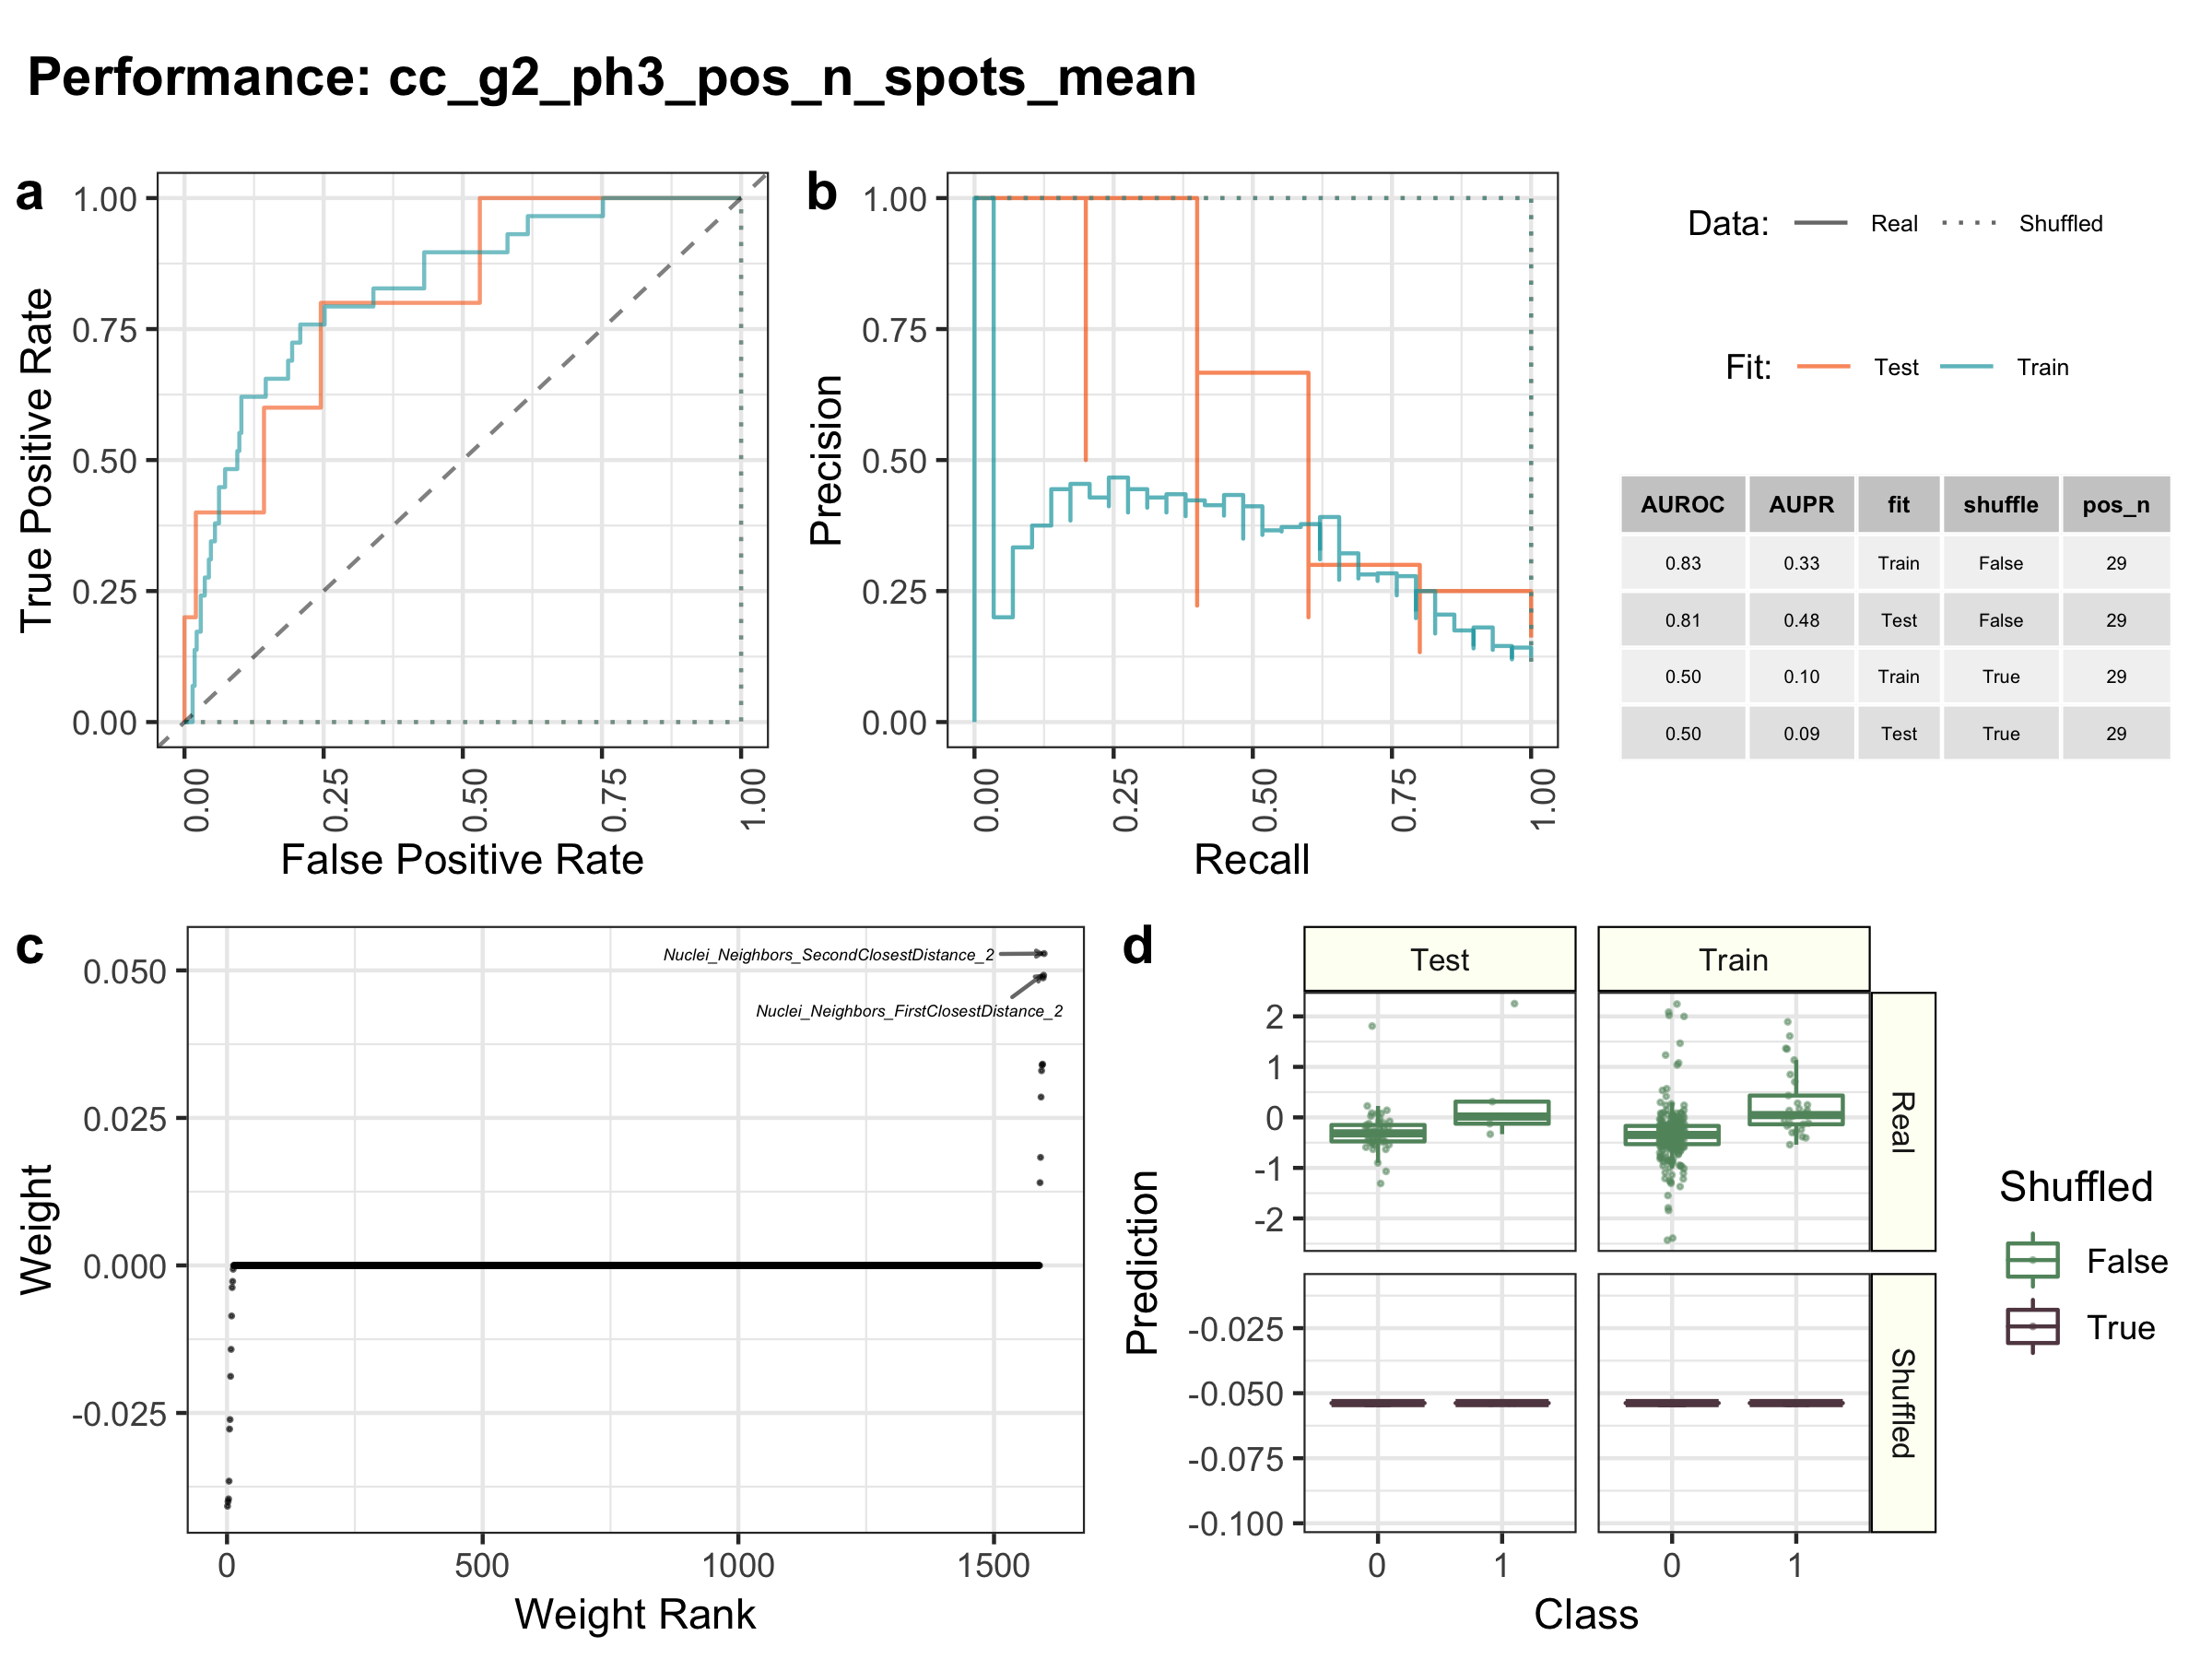 Performance: cc_g2_ph3_pos_n_spots_mean
a
1.00
0.75
0.50
0.25
0.00
True Positive Rate
0.00
0.25
0.50
0.75
1.00
False Positive Rate
b
1.00
0.75
0.50
0.25
0.00
Precision
0.00
0.25
0.50
0.75
1.00
Recall
Data: Real Shuffled
Fit: Test Train
AUROC AUPR fit shuffle pos_n
0.83 0.33 Train False 29
0.81 0.48 Test False 29
0.50 0.10 Train True 29
0.50 0.09 Test True 29
c
0.050
0.025
0.000
-0.025
Weight
Nuclei_Neighbors_SecondClosestDistance_2
Nuclei_Neighbors_FirstClosestDistance_2
0 500 1000 1500
Weight Rank
d
Test Train
2
1
0
-1
-2
Real
-0.025
-0.050
-0.075
-0.100
Shuffled
Prediction
0 1 0 1
Class
Shuffled
False
True